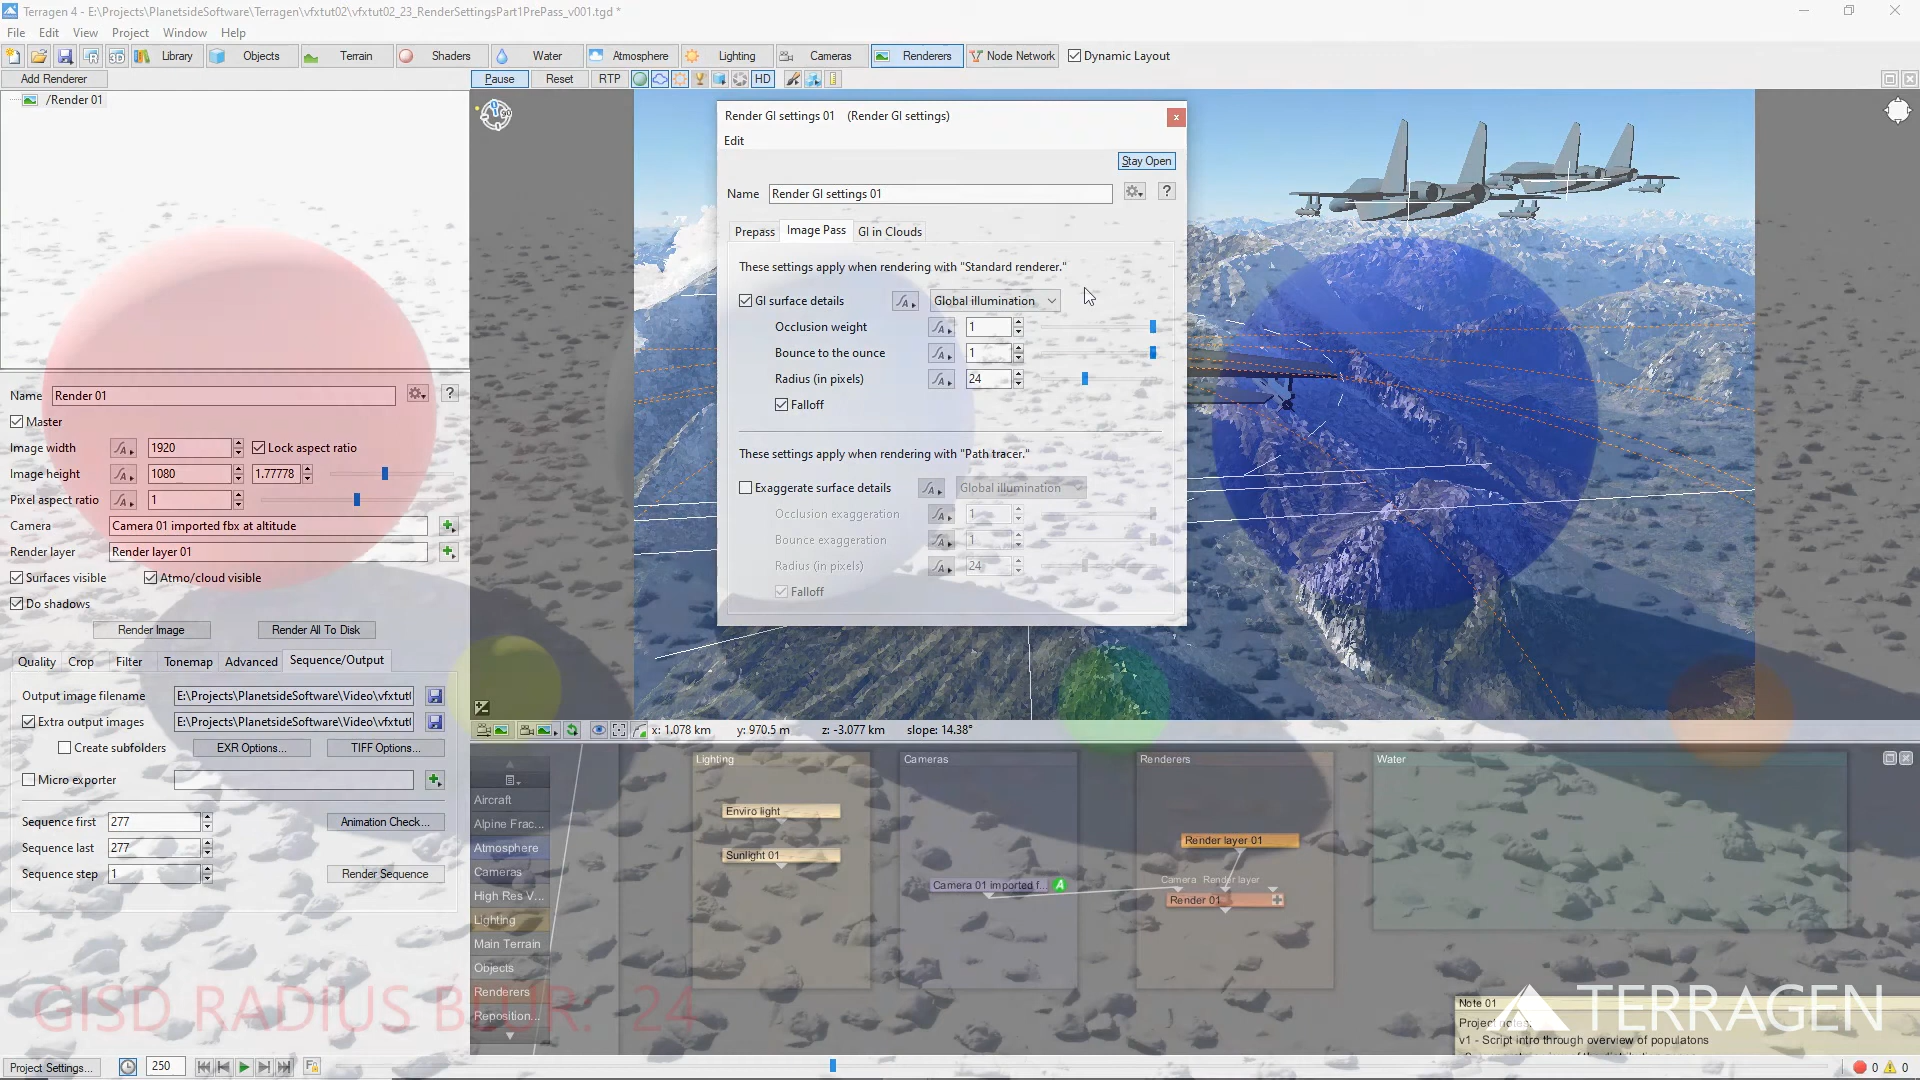 Terragen 4 - E:\Projects\PlanetsideSoftware\Terragen\vfxtut02\vfxtut02_23_RenderSettingsPart1PrePass_v001.tgd *
File Edit View Project Window Help
Library Objects Terrain Shaders Water Atmosphere Lighting Cameras Renderers Node Network Dynamic Layout
Add Renderer
Pause Reset RTP HD
/Render 01
Render GI settings 01 (Render GI settings)
Edit
Stay Open
Name Render GI settings 01 ?
Prepass Image Pass GI in Clouds
These settings apply when rendering with "Standard renderer."
GI surface details Global illumination
Occlusion weight 1
Bounce to the ounce 1
Radius (in pixels) 24
Falloff
These settings apply when rendering with "Path tracer."
Exaggerate surface details Global illumination
Occlusion exaggeration 1
Bounce exaggeration 1
Radius (in pixels) 24
Falloff
Name Render 01 ?
Master
Image width 1920 Lock aspect ratio
Image height 1080 1.77778
Pixel aspect ratio 1
Camera Camera 01 imported fbx at altitude
Render layer Render layer 01
Surfaces visible Atmo/cloud visible
Do shadows
Render Image Render All To Disk
Quality Crop Filter Tonemap Advanced Sequence/Output
Output image filename E:\Projects\PlanetsideSoftware\Video\vfxtut
Extra output images E:\Projects\PlanetsideSoftware\Video\vfxtut
Create subfolders EXR Options... TIFF Options...
Micro exporter
Sequence first 277 Animation Check...
Sequence last 277
Sequence step 1 Render Sequence
x: 1.078 km y: 970.5 m z: -3.077 km slope: 14.38°
Aircraft
Alpine Frac...
Atmosphere
Cameras
High Res V...
Lighting
Main Terrain
Objects
Renderers
Reposition...
Lighting
Enviro light
Sunlight 01
Cameras
Camera 01 imported f... A
Renderers
Render layer 01
Camera Render layer
Render 01
Water
Note 01
Project notes:
v1 - Script intro through overview of populatons
GISD RADIUS BLUR: 24
TERRAGEN
Project Settings... 250
0 0